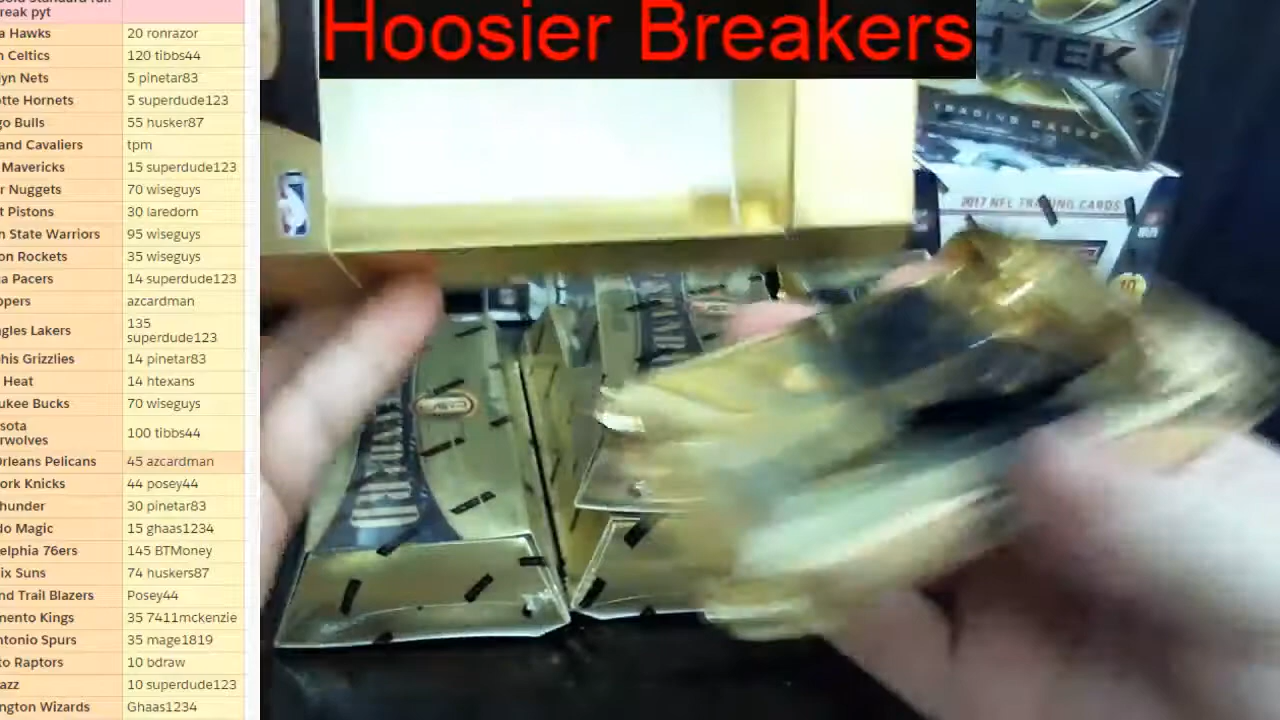 reak pyt
a Hawks 20 ronrazor
n Celtics 120 tibbs44
lyn Nets 5 pinetar83
otte Hornets 5 superdude123
go Bulls 55 husker87
and Cavaliers tpm
Mavericks 15 superdude123
r Nuggets 70 wiseguys
t Pistons 30 laredorn
n State Warriors 95 wiseguys
on Rockets 35 wiseguys
a Pacers 14 superdude123
ppers azcardman
ngles Lakers 135 superdude123
phis Grizzlies 14 pinetar83
Heat 14 htexans
ukee Bucks 70 wiseguys
sota
rwolves 100 tibbs44
Orleans Pelicans 45 azcardman
ork Knicks 44 posey44
hunder 30 pinetar83
do Magic 15 ghaas1234
elphia 76ers 145 BTMoney
ix Suns 74 huskers87
nd Trail Blazers Posey44
mento Kings 35 7411mckenzie
ntonio Spurs 35 mage1819
to Raptors 10 bdraw
azz 10 superdude123
ngton Wizards Ghaas1234
Hoosier Breakers
H TEK
TRADING CARDS
2017 NFL TRADING CARDS